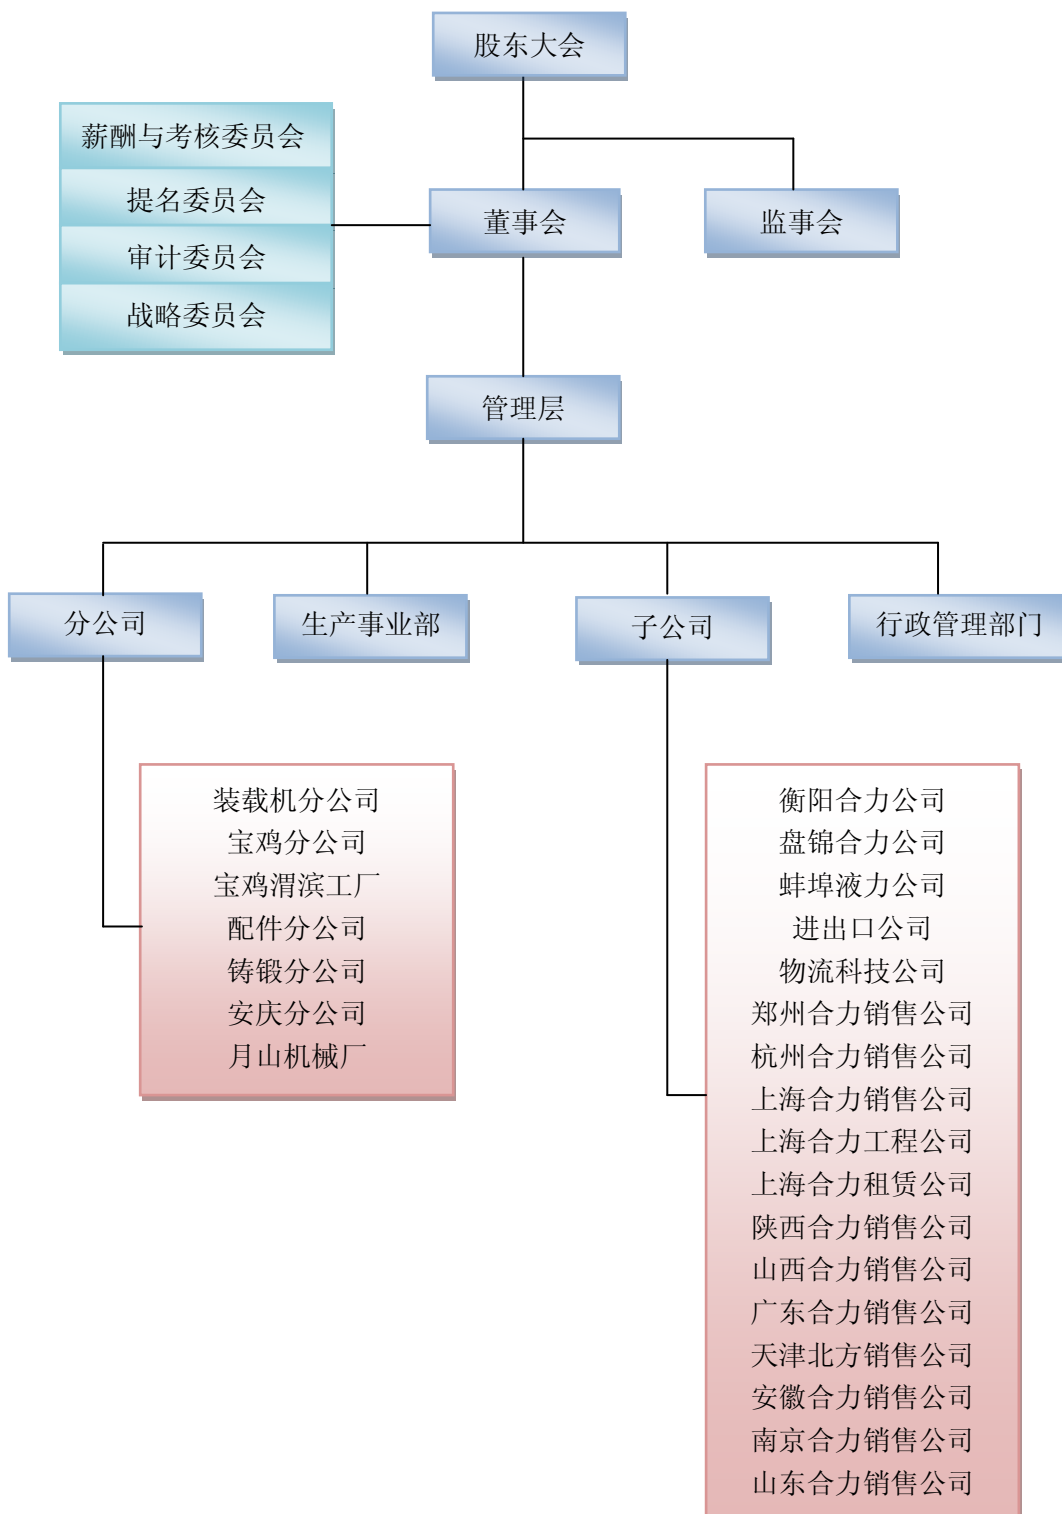 股东大会
薪酬与考核委员会
提名委员会
审计委员会
战略委员会
董事会
监事会
管理层
分公司
生产事业部
子公司
行政管理部门
装载机分公司
宝鸡分公司
宝鸡渭滨工厂
配件分公司
铸锻分公司
安庆分公司
月山机械厂
衡阳合力公司
盘锦合力公司
蚌埠液力公司
进出口公司
物流科技公司
郑州合力销售公司
杭州合力销售公司
上海合力销售公司
上海合力工程公司
上海合力租赁公司
陕西合力销售公司
山西合力销售公司
广东合力销售公司
天津北方销售公司
安徽合力销售公司
南京合力销售公司
山东合力销售公司